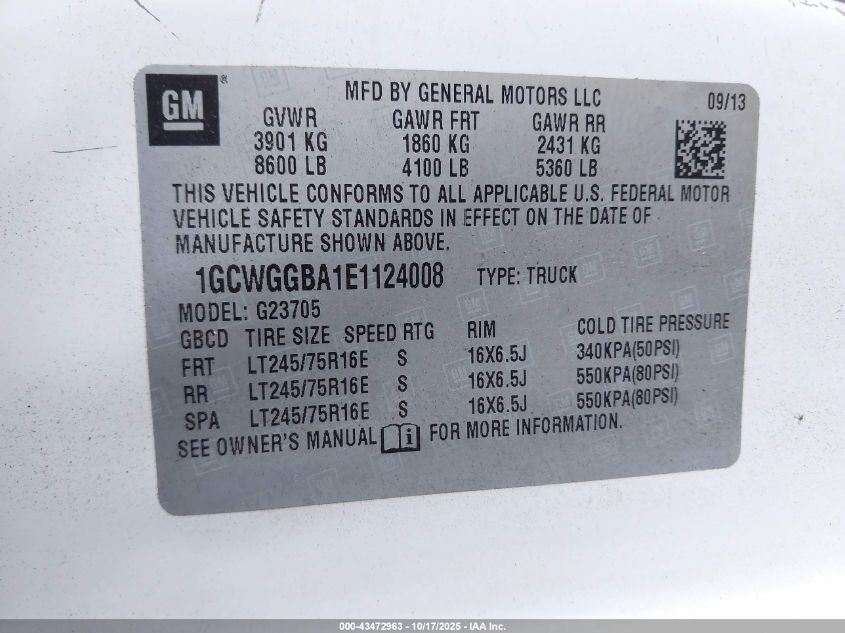 GM®
MFD BY GENERAL MOTORS LLC 09/13
GVWR GAWR FRT GAWR RR
3901 KG 1860 KG 2431 KG
8600 LB 4100 LB 5360 LB
THIS VEHICLE CONFORMS TO ALL APPLICABLE U.S. FEDERAL MOTOR
VEHICLE SAFETY STANDARDS IN EFFECT ON THE DATE OF
MANUFACTURE SHOWN ABOVE.
1GCWGGBA1E1124008 TYPE: TRUCK
MODEL: G23705
GBCD TIRE SIZE SPEED RTG RIM COLD TIRE PRESSURE
FRT LT245/75R16E S 16X6.5J 340KPA(50PSI)
RR LT245/75R16E S 16X6.5J 550KPA(80PSI)
SPA LT245/75R16E S 16X6.5J 550KPA(80PSI)
SEE OWNER'S MANUAL i FOR MORE INFORMATION.
000-43472963 - 10/17/2025 - IAA Inc.